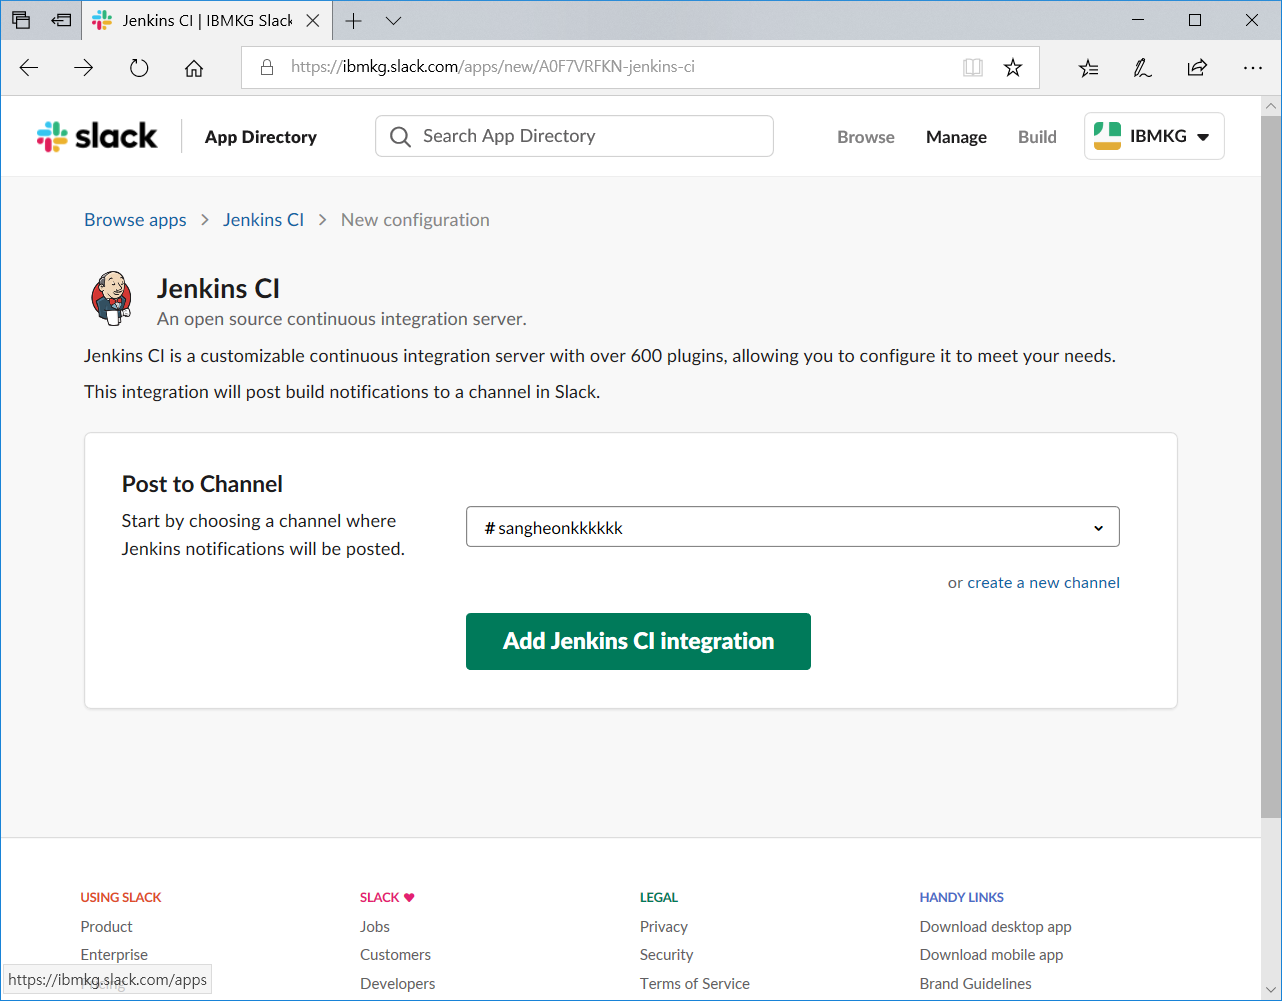 Jenkins CI | IBMKG Slack
https://ibmkg.slack.com/apps/new/A0F7VRFKN-jenkins-ci
slack
App Directory
Search App Directory
Browse
Manage
Build
IBMKG
Browse apps > Jenkins CI > New configuration
Jenkins CI
An open source continuous integration server.
Jenkins CI is a customizable continuous integration server with over 600 plugins, allowing you to configure it to meet your needs.
This integration will post build notifications to a channel in Slack.
Post to Channel
Start by choosing a channel where
Jenkins notifications will be posted.
# sangheonkkkkkk
or create a new channel
Add Jenkins CI integration
USING SLACK
Product
Enterprise
Pricing
SLACK ♥
Jobs
Customers
Developers
LEGAL
Privacy
Security
Terms of Service
HANDY LINKS
Download desktop app
Download mobile app
Brand Guidelines
https://ibmkg.slack.com/apps